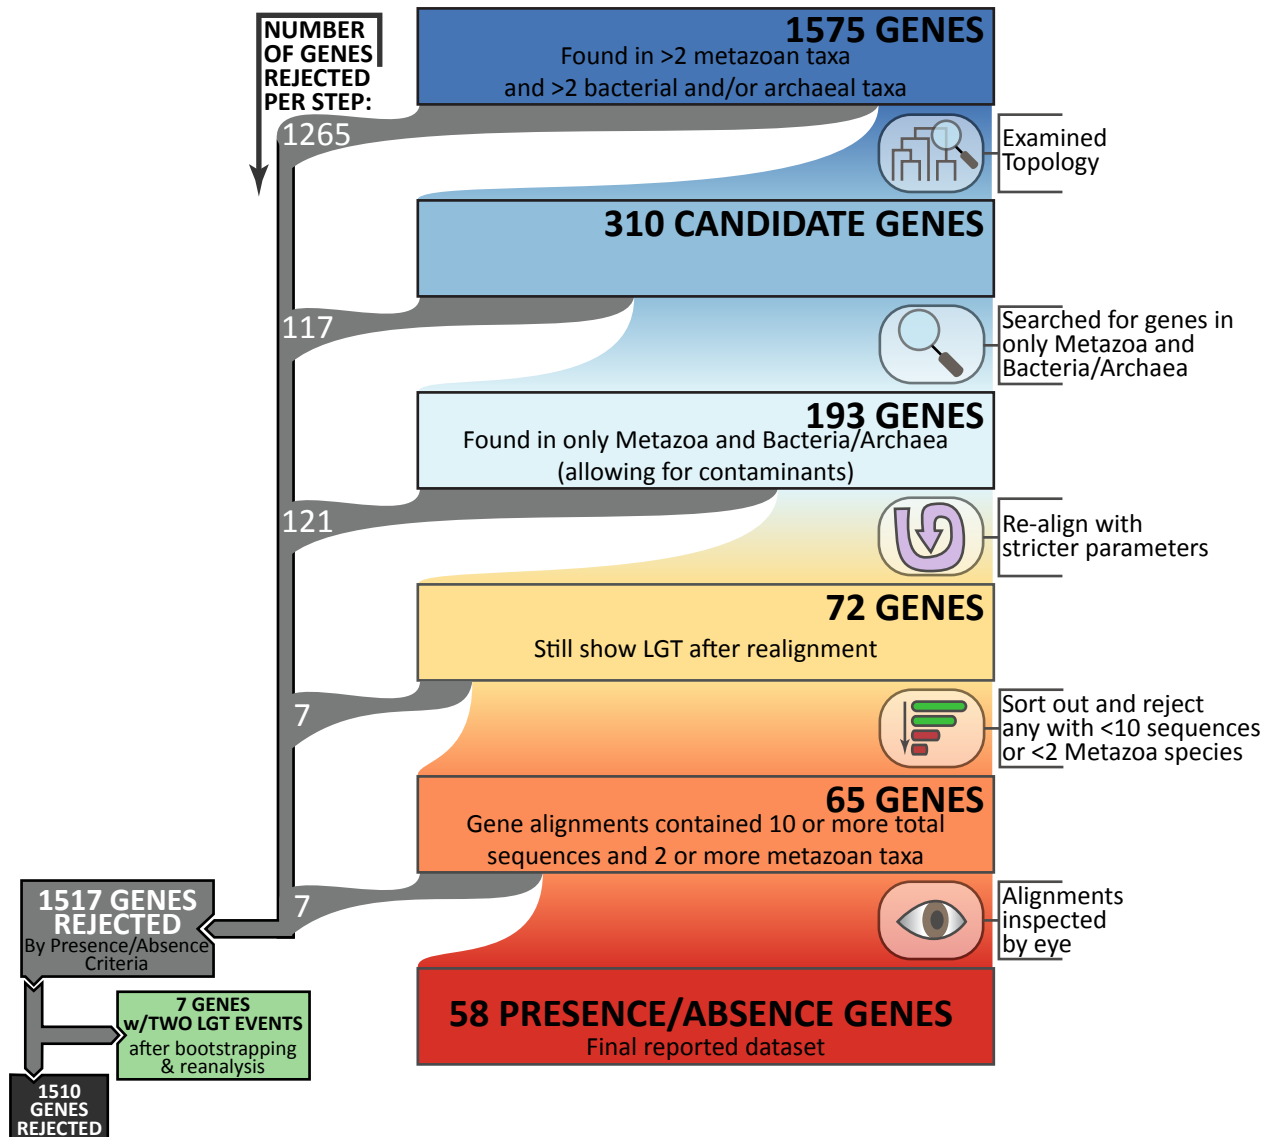 NUMBER
OF GENES
REJECTED
PER STEP:
1575 GENES
Found in >2 metazoan taxa
and >2 bacterial and/or archaeal taxa
1265
Examined
Topology
310 CANDIDATE GENES
117
Searched for genes in
only Metazoa and
Bacteria/Archaea
193 GENES
Found in only Metazoa and Bacteria/Archaea
(allowing for contaminants)
121
Re-align with
stricter parameters
72 GENES
Still show LGT after realignment
7
Sort out and reject
any with <10 sequences
or <2 Metazoa species
65 GENES
Gene alignments contained 10 or more total
sequences and 2 or more metazoan taxa
7
Alignments
inspected
by eye
1517 GENES
REJECTED
By Presence/Absence
Criteria
58 PRESENCE/ABSENCE GENES
Final reported dataset
7 GENES
w/TWO LGT EVENTS
after bootstrapping
& reanalysis
1510
GENES
REJECTED